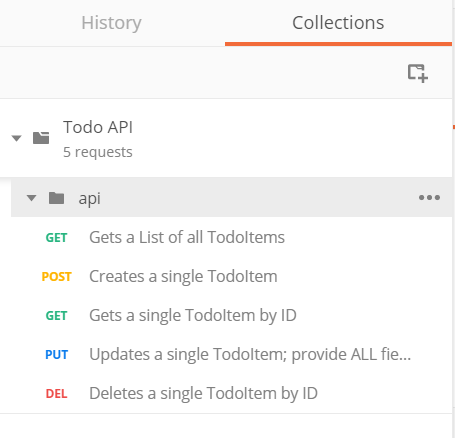 History
Collections
Todo API
5 requests
api
GET Gets a List of all TodoItems
POST Creates a single TodoItem
GET Gets a single TodoItem by ID
PUT Updates a single TodoItem; provide ALL fie...
DEL Deletes a single TodoItem by ID